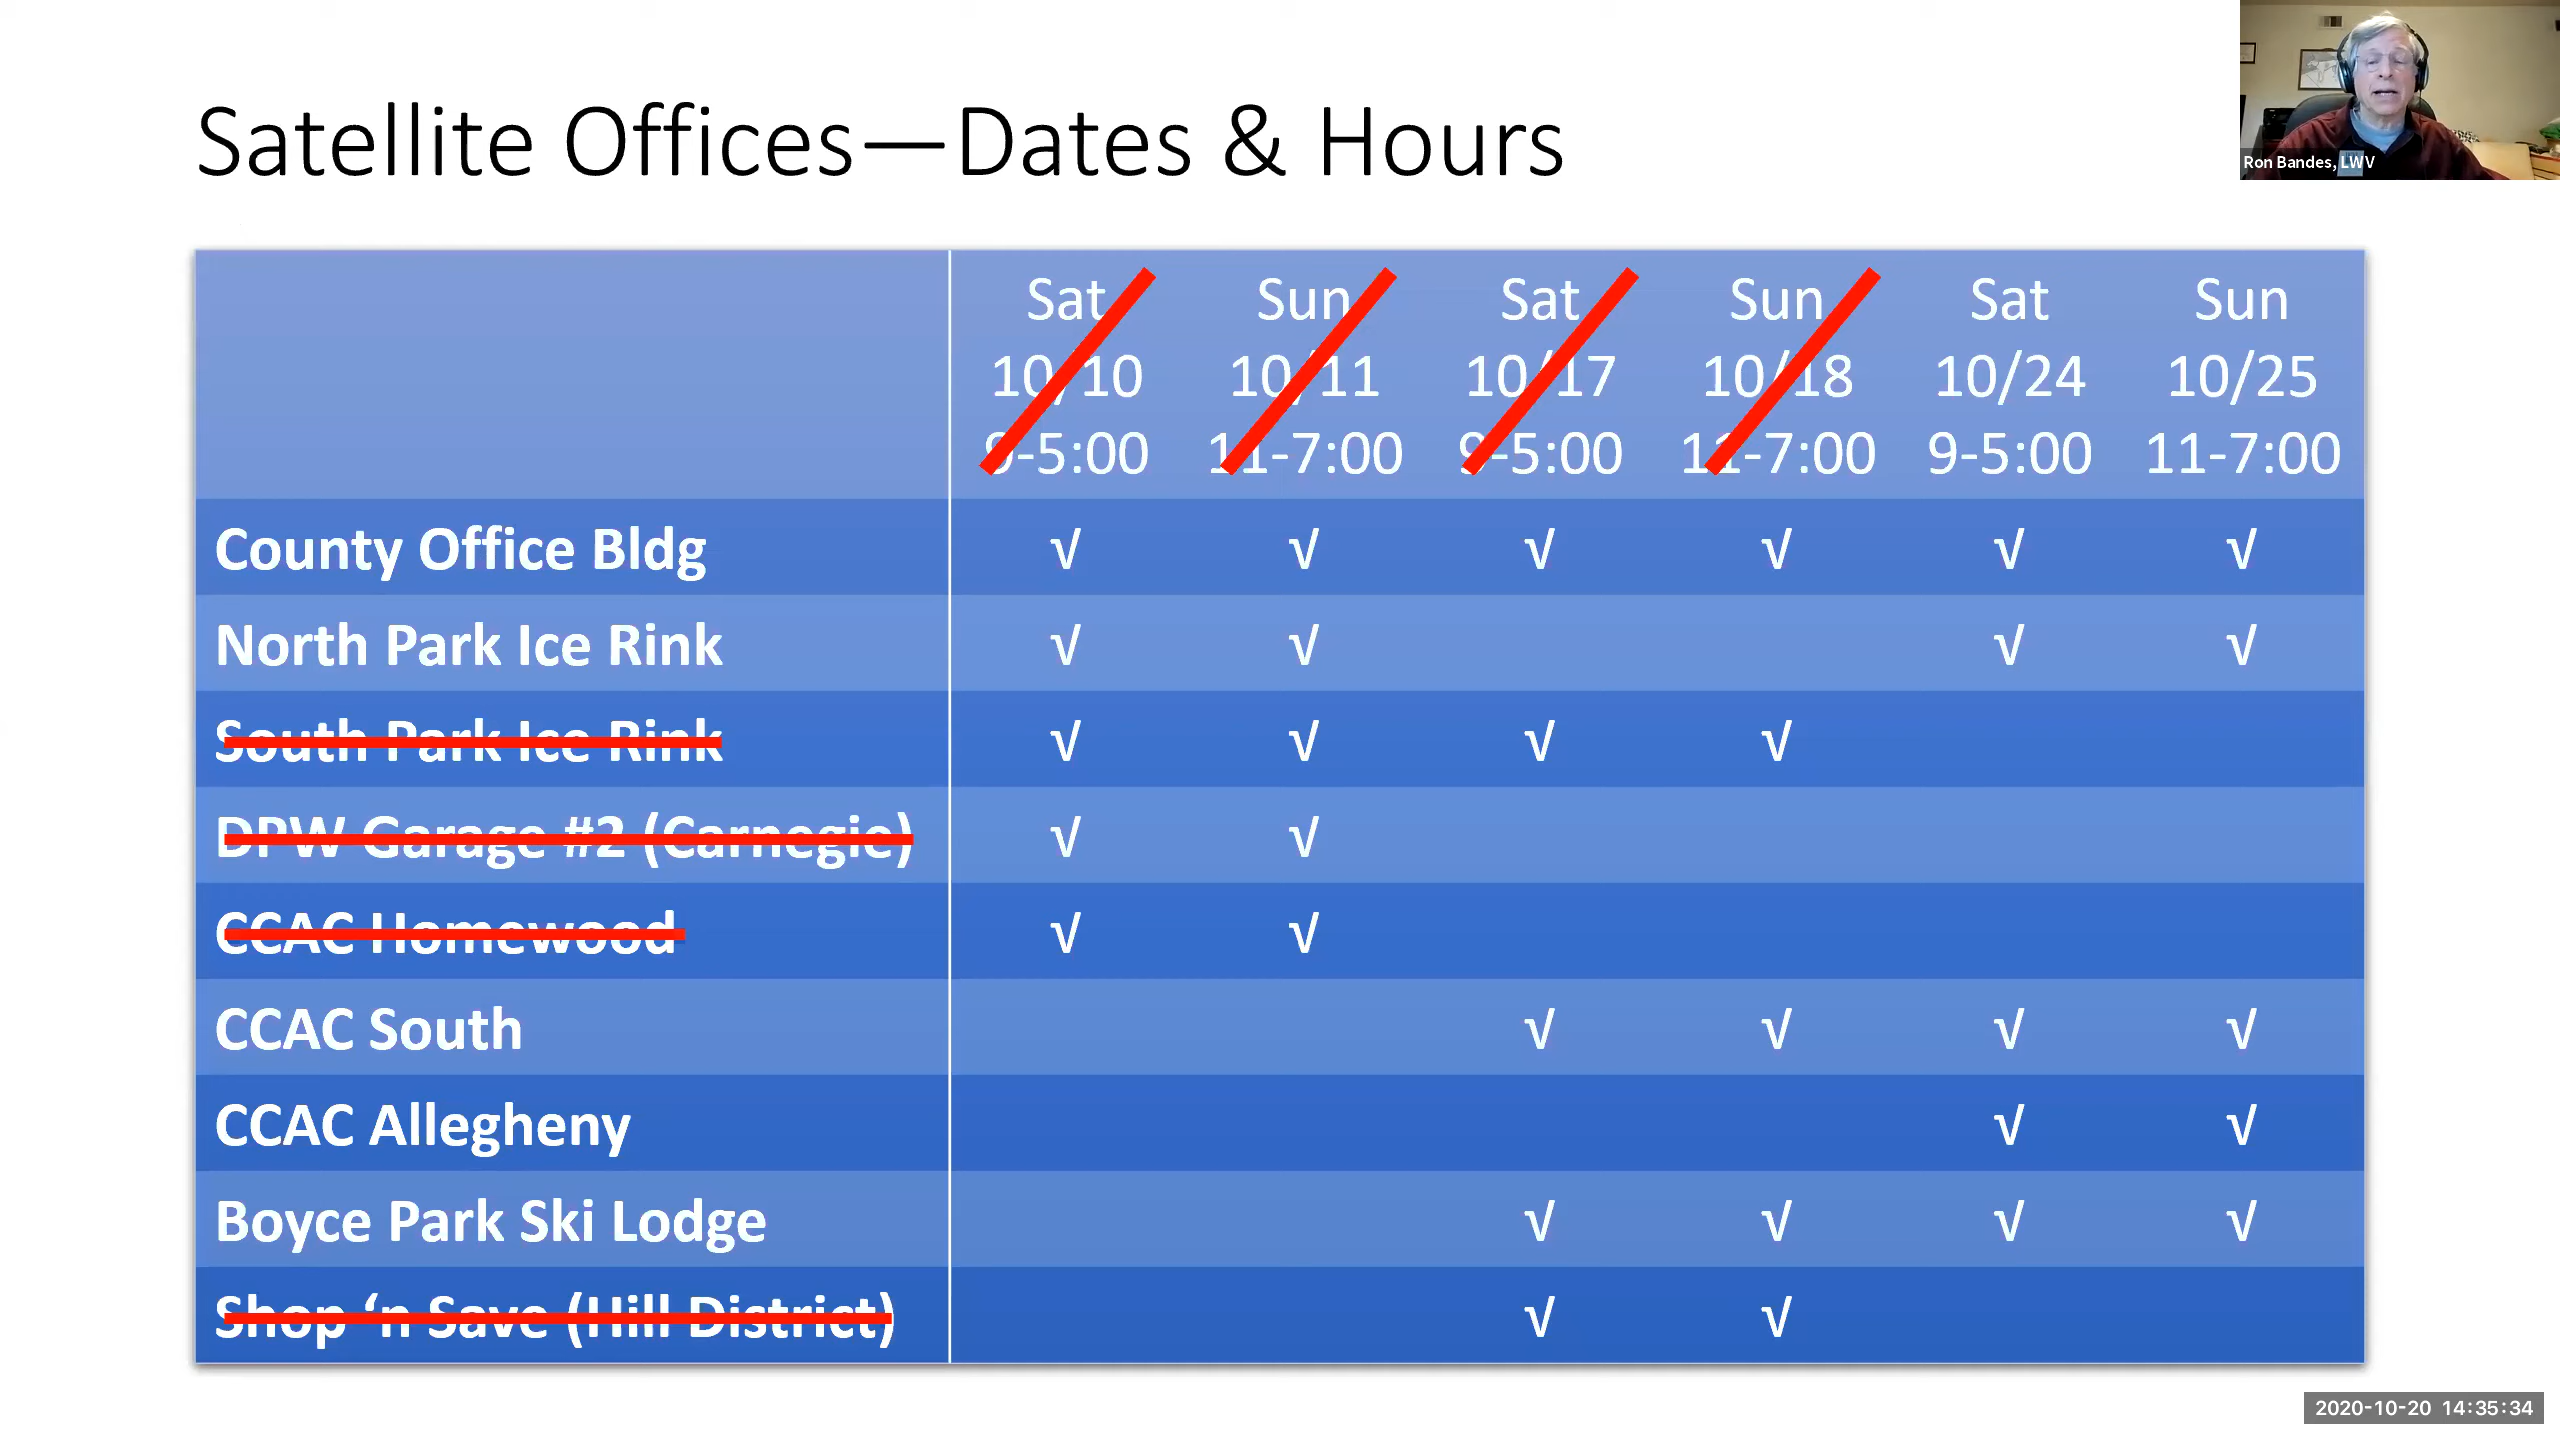 Satellite Offices—Dates & Hours
Ron Bandes, LWV
Sat Sun Sat Sun Sat Sun
10/10 10/11 10/17 10/18 10/24 10/25
9-5:00 11-7:00 9-5:00 11-7:00 9-5:00 11-7:00
County Office Bldg √ √ √ √ √ √
North Park Ice Rink √ √ √ √
South Park Ice Rink √ √ √ √
DPW Garage #2 (Carnegie) √ √
CCAC Homewood √ √
CCAC South √ √ √ √
CCAC Allegheny √ √
Boyce Park Ski Lodge √ √ √ √
Shop ‘n Save (Hill District) √ √
2020-10-20 14:35:34